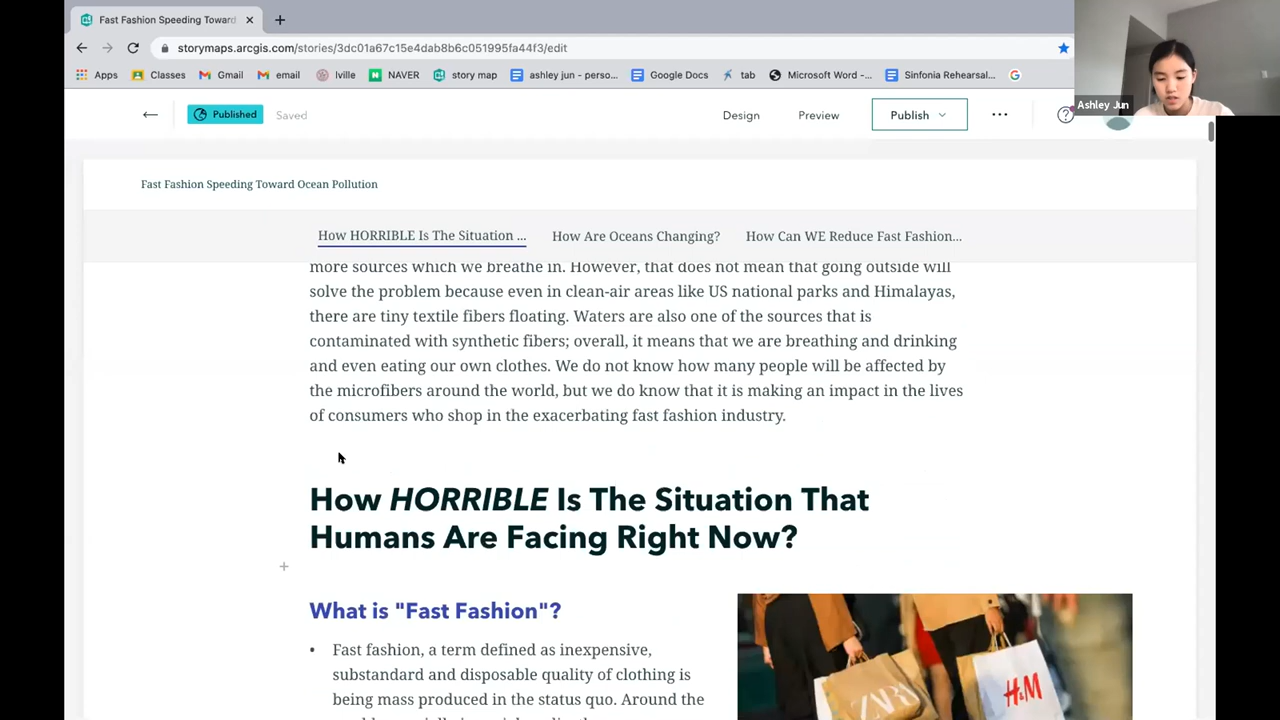 Fast Fashion Speeding Toward
storymaps.arcgis.com/stories/3dc01a67c15e4dab8b6c051995fa44f3/edit
Apps Classes Gmail email lville NAVER story map ashley jun - perso... Google Docs tab Microsoft Word -... Sinfonia Rehearsal...
Ashley Jun
Published Saved Design Preview Publish
Fast Fashion Speeding Toward Ocean Pollution
How HORRIBLE Is The Situation ... How Are Oceans Changing? How Can WE Reduce Fast Fashion...
more sources which we breathe in. However, that does not mean that going outside will
solve the problem because even in clean-air areas like US national parks and Himalayas,
there are tiny textile fibers floating. Waters are also one of the sources that is
contaminated with synthetic fibers; overall, it means that we are breathing and drinking
and even eating our own clothes. We do not know how many people will be affected by
the microfibers around the world, but we do know that it is making an impact in the lives
of consumers who shop in the exacerbating fast fashion industry.
How HORRIBLE Is The Situation That
Humans Are Facing Right Now?
What is "Fast Fashion"?
• Fast fashion, a term defined as inexpensive,
substandard and disposable quality of clothing is
being mass produced in the status quo. Around the
ZARA
H&M